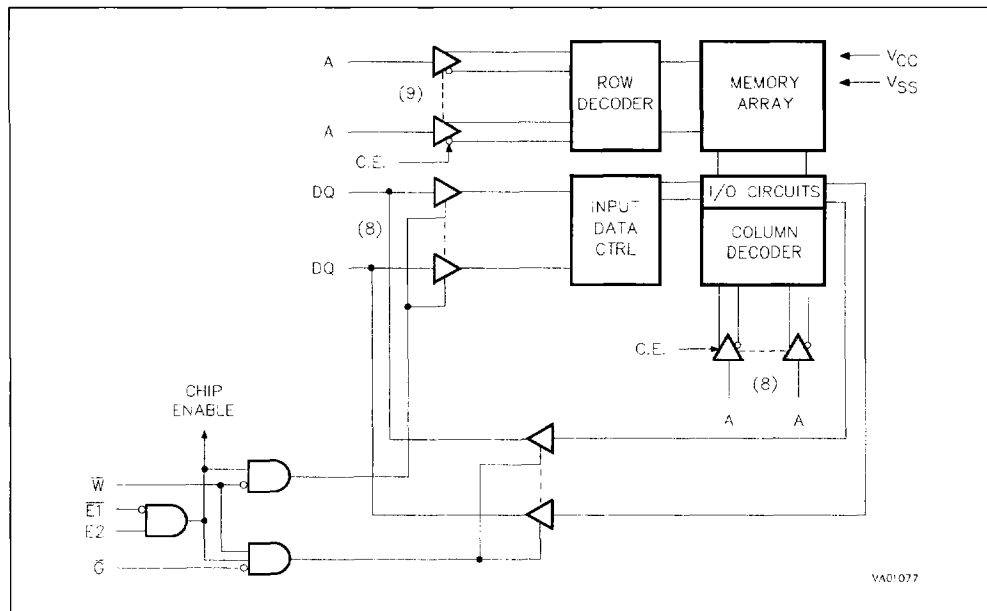 A
(9)
A
C.E.
ROW
DECODER
MEMORY
ARRAY
VCC
VSS
DQ
(8)
DQ
INPUT
DATA
CTRL
I/O CIRCUITS
COLUMN
DECODER
C.E.
(8)
A A
CHIP
ENABLE
W̅
E1̅
E2
G̅
VA01077